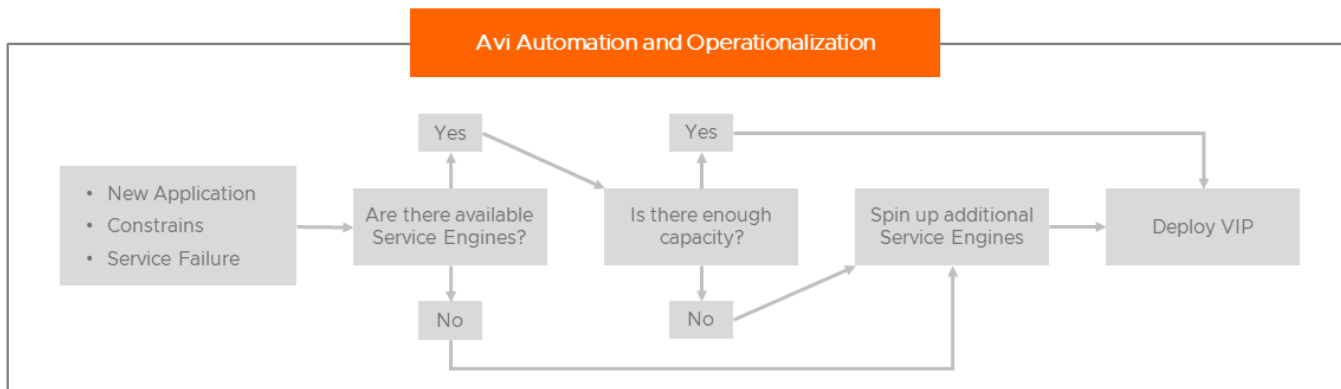 Avi Automation and Operationalization
• New Application
• Constrains
• Service Failure
Yes
Are there available
Service Engines?
No
Yes
Is there enough
capacity?
No
Spin up additional
Service Engines
Deploy VIP